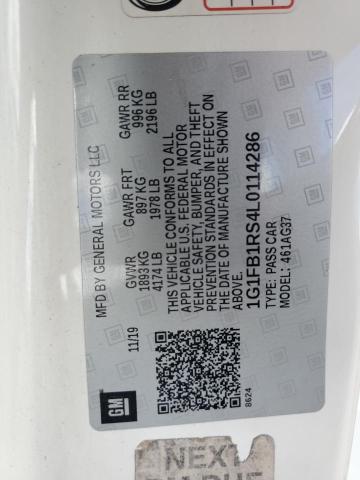 MFD BY GENERAL MOTORS LLC
11/19
GVWR
1893KG
4174 LB
GAWR FRT
897 KG
1978 LB
GAWR RR
996 KG
2196 LB
THIS VEHICLE CONFORMS TO ALL
APPLICABLE U.S. FEDERAL MOTOR
VEHICLE SAFETY, BUMPER, AND THEFT
PREVENTION STANDARDS IN EFFECT ON
THE DATE OF MANUFACTURE SHOWN
ABOVE.
1G1FB1RS4L0114286
TYPE: PASS CAR
MODEL: 461AG37
8624
GM
NEXT